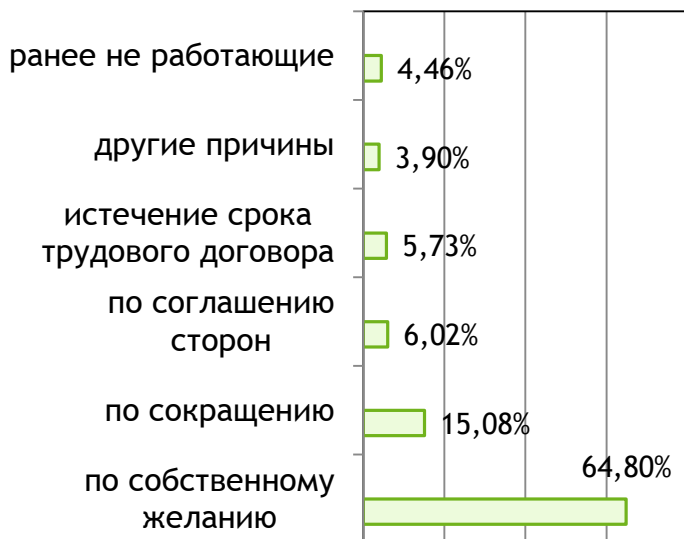 ранее не работающие
4,46%
другие причины
3,90%
истечение срока
трудового договора
5,73%
по соглашению
сторон
6,02%
по сокращению
15,08%
64,80%
по собственному
желанию